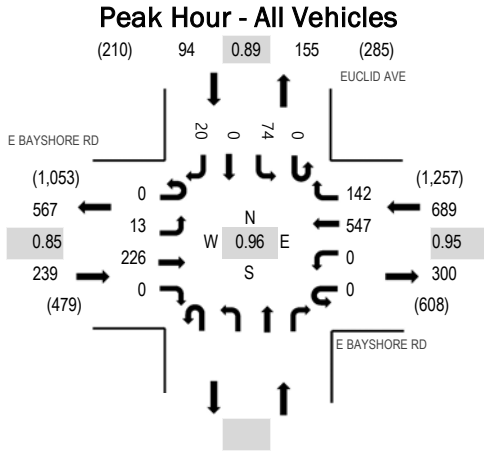 Peak Hour - All Vehicles
(210) 94 0.89 155 (285)
EUCLID AVE
E BAYSHORE RD
20 0 74 0
(1,053) (1,257)
0 142
567 689
13 547
N
W 0.96 E
S
0.85 0.95
226 0
239 300
0 0
(479) (608)
E BAYSHORE RD